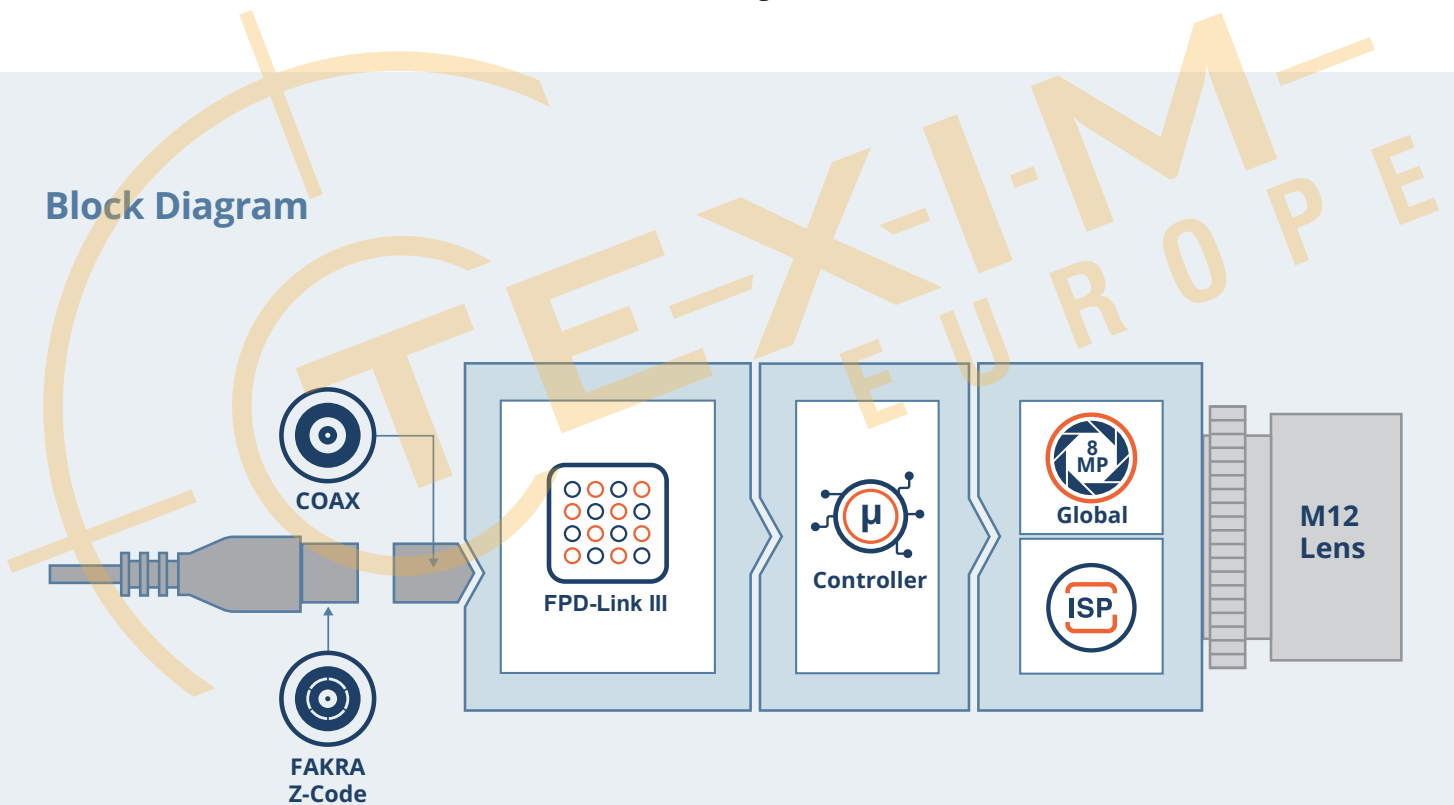 Block Diagram
TE-X-I-M-
EUROPE
COAX
FAKRA
Z-Code
FPD-Link III
µ
Controller
8
MP
Global
ISP
M12
Lens